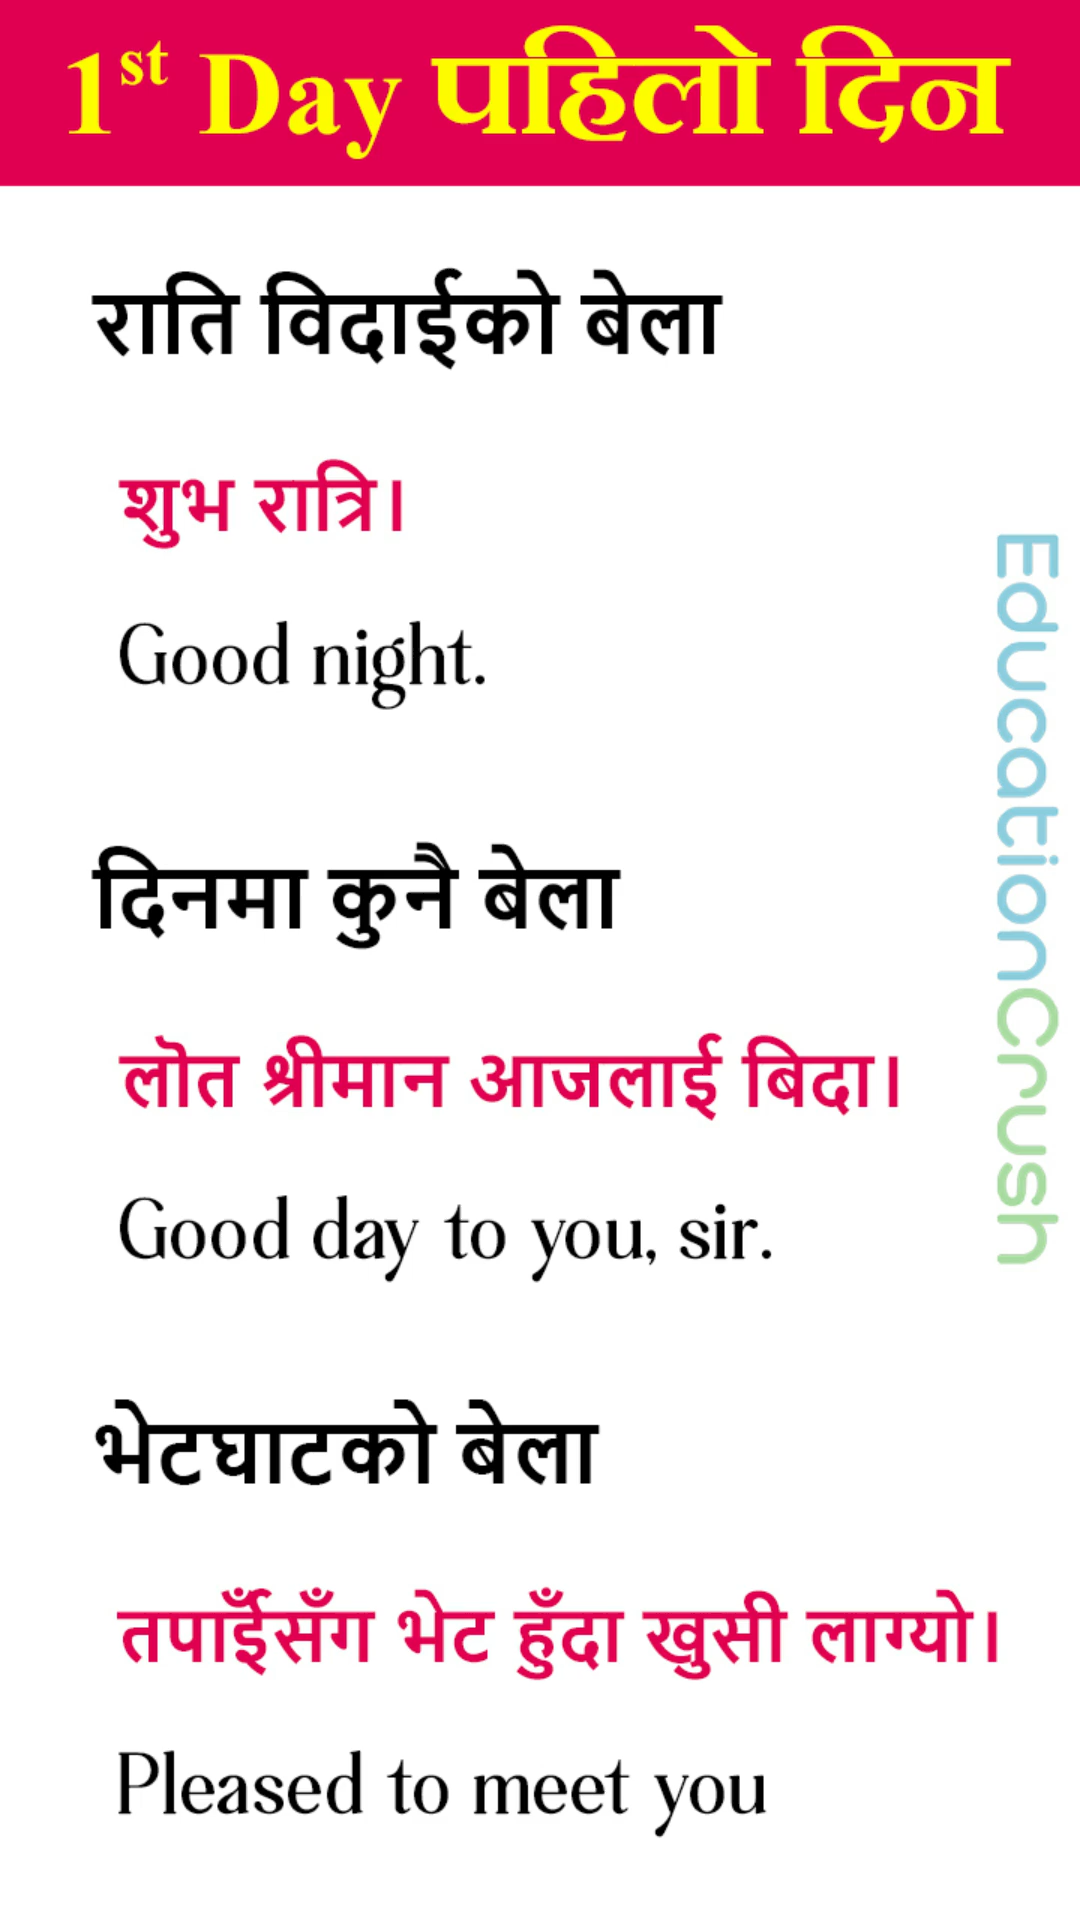 1st Day पहिलो दिन
राति विदाईको बेला
शुभ रात्रि।
Good night.
दिनमा कुनै बेला
लॊत श्रीमान आजलाई बिदा।
Good day to you, sir.
भेटघाटको बेला
तपाईँसँग भेट हुँदा खुसी लाग्यो।
Pleased to meet you
EducationCrush